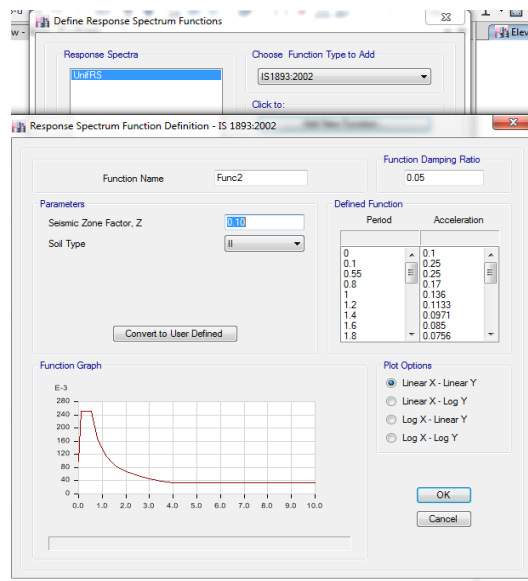 Define Response Spectrum Functions
w -
Elev
Response Spectra
Choose Function Type to Add
UnifRS
IS1893:2002
Click to:
Response Spectrum Function Definition - IS 1893:2002
Function Damping Ratio
Function Name
Func2
0.05
Parameters
Defined Function
Seismic Zone Factor, Z
0.10
Period
Acceleration
Soil Type
II
0 0.1
0.1 0.25
0.55 0.25
0.8 0.17
1 0.136
1.2 0.1133
1.4 0.0971
1.6 0.085
1.8 0.0756
Convert to User Defined
Function Graph
Plot Options
E-3
Linear X - Linear Y
Linear X - Log Y
Log X - Linear Y
Log X - Log Y
280
240
200
160
120
80
40
0
0.0 1.0 2.0 3.0 4.0 5.0 6.0 7.0 8.0 9.0 10.0
OK
Cancel